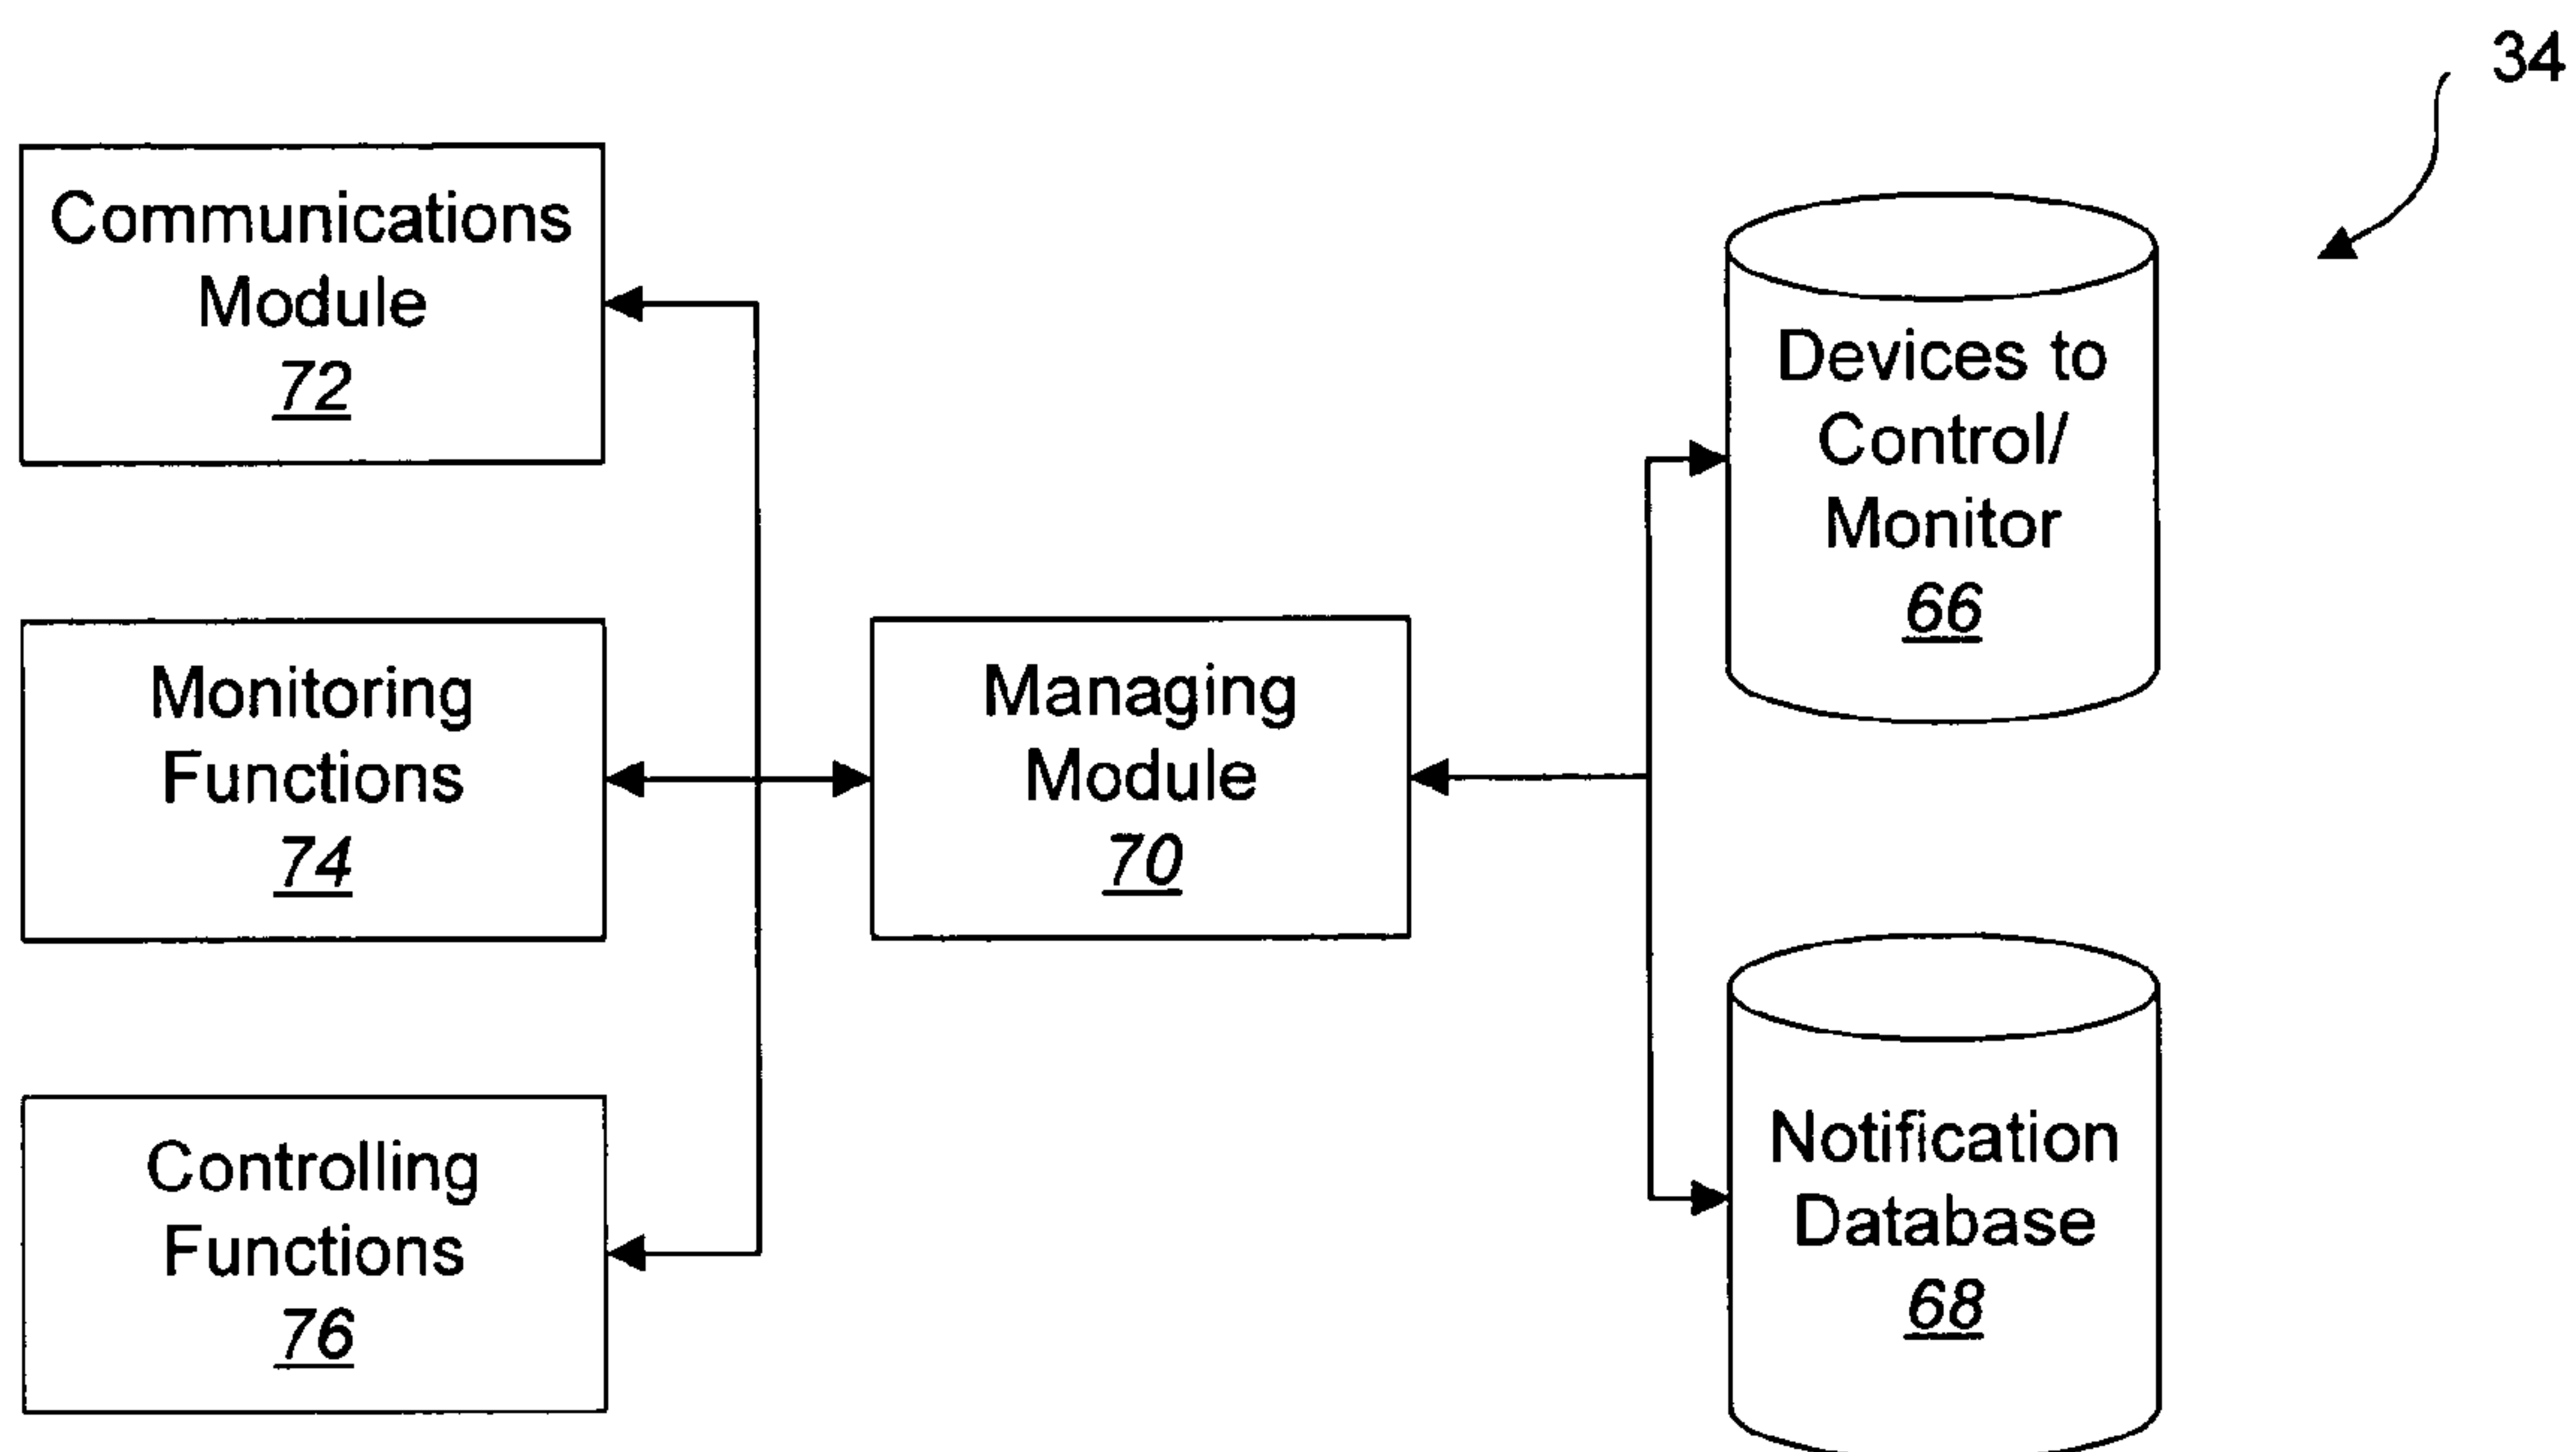 34
Communications
Module
72
Monitoring
Functions
74
Controlling
Functions
76
Managing
Module
70
Devices to
Control/
Monitor
66
Notification
Database
68